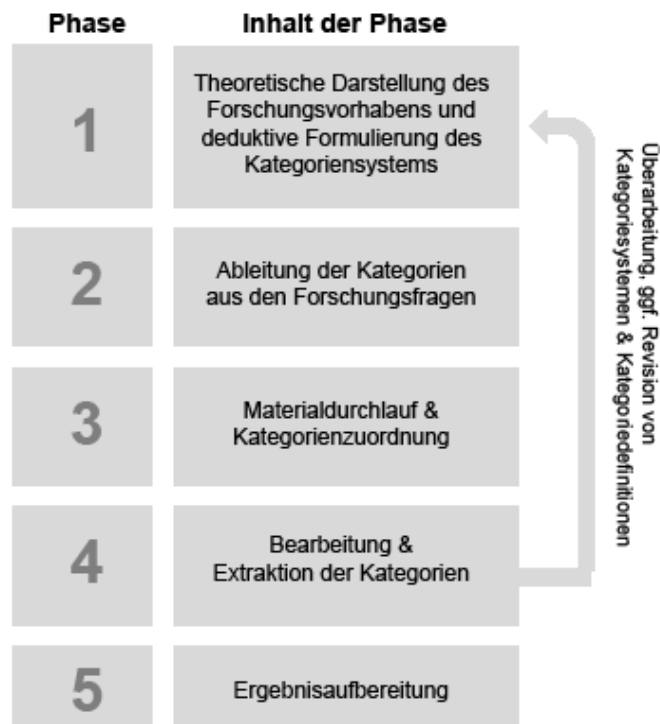 Phase
Inhalt der Phase
1
Theoretische Darstellung des
Forschungsvorhabens und
deduktive Formulierung des
Kategoriensystems
2
Ableitung der Kategorien
aus den Forschungsfragen
3
Materialdurchlauf &
Kategorienzuordnung
4
Bearbeitung &
Extraktion der Kategorien
5
Ergebnisaufbereitung
Überarbeitung, ggf. Revision von
Kategoriesystemen & Kategoriedefinitionen